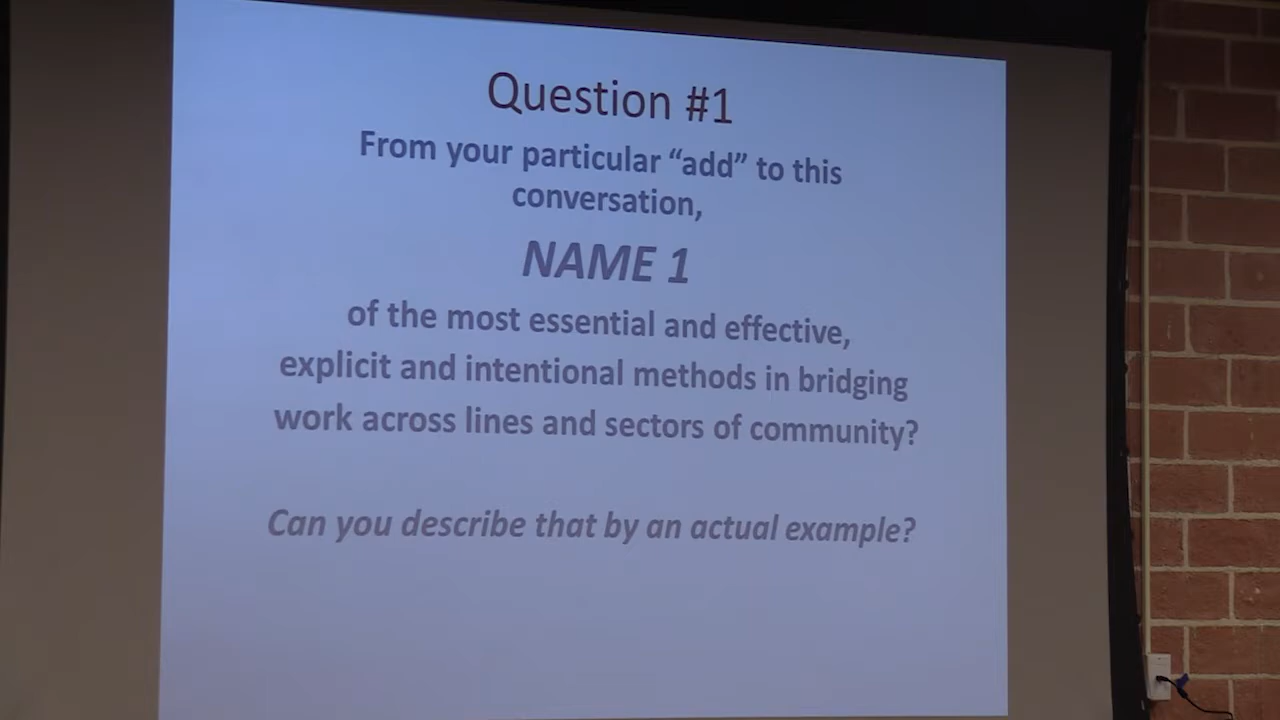 Question #1
From your particular “add” to this
conversation,
NAME 1
of the most essential and effective,
explicit and intentional methods in bridging
work across lines and sectors of community?
Can you describe that by an actual example?